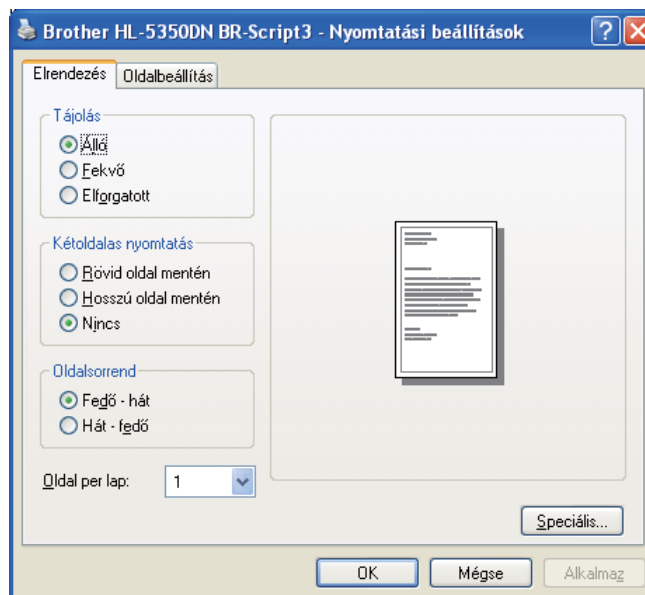 Brother HL-5350DN BR-Script3 - Nyomtatási beállítások
Elrendezés
Oldalbeállítás
Tájolás
Álló
Fekvő
Elforgatott
Kétoldalas nyomtatás
Rövid oldal mentén
Hosszú oldal mentén
Nincs
Oldalsorrend
Fedő - hát
Hát - fedő
Oldal per lap:
1
Speciális...
OK
Mégse
Alkalmaz